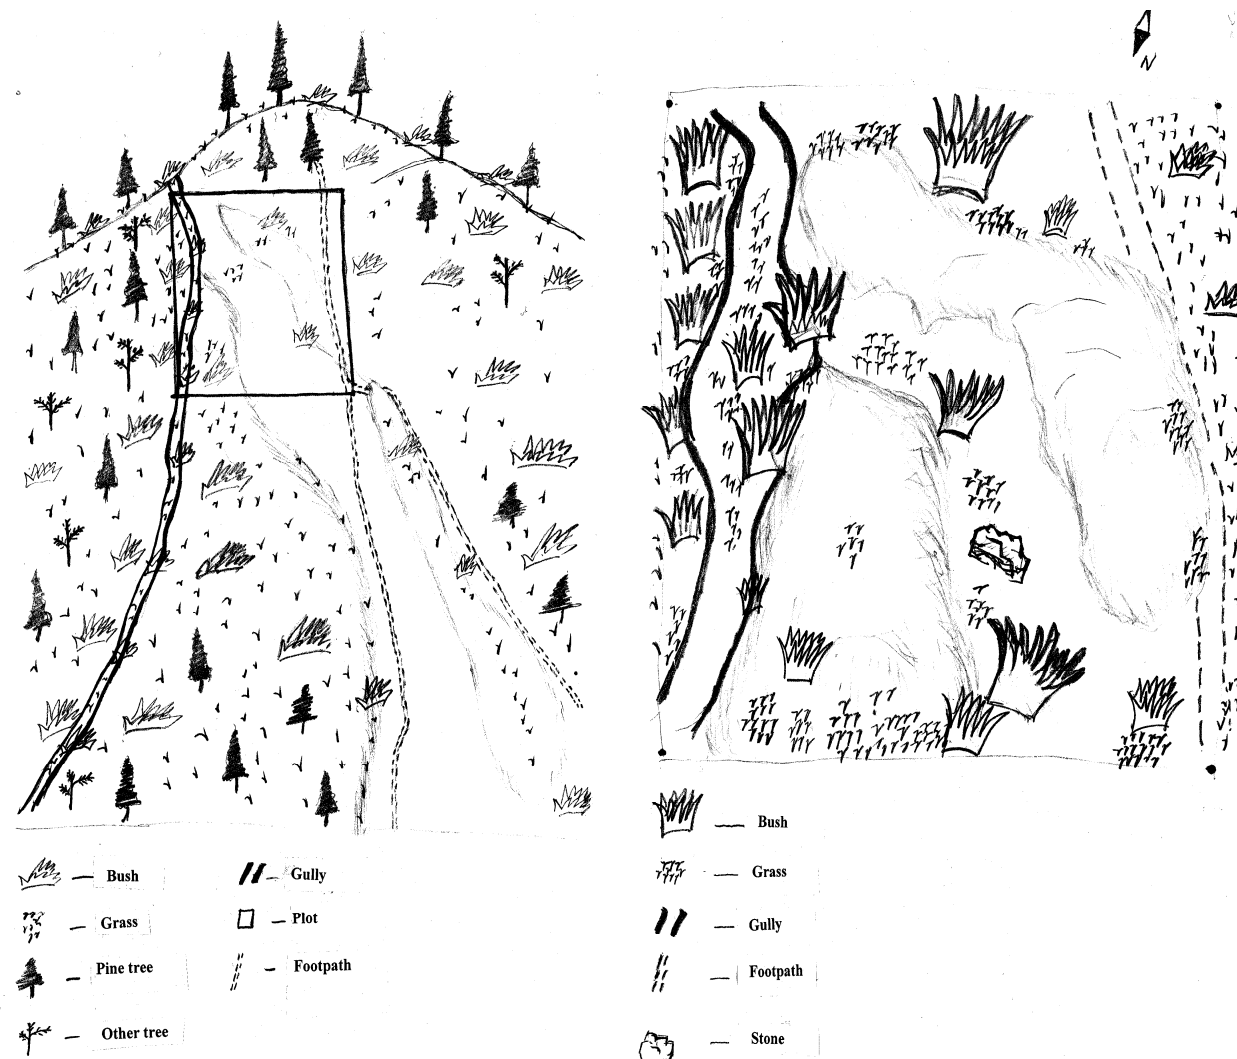 N
Bush
Grass
Pine tree
Other tree
Gully
Plot
Footpath
Bush
Grass
Gully
Footpath
Stone